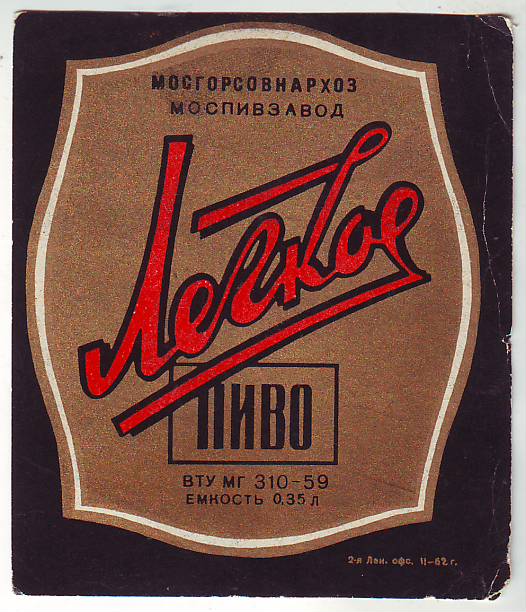 МОСГОРСОВНАРХОЗ
МОСПИВЗАВОД
Легкое
ПИВО
ВТУ МГ 310-59
ЕМКОСТЬ 0,35 Л
2-я Лен. офс. II-62 г.